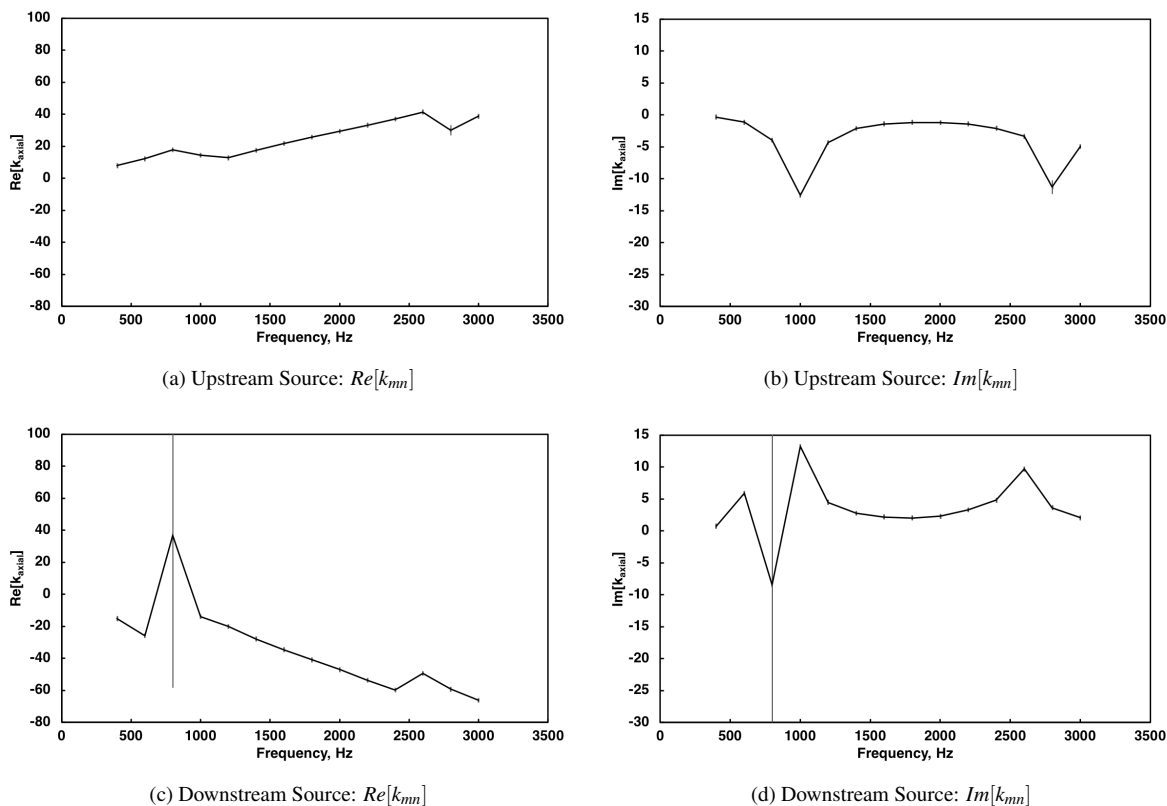 100
80
60
40
20
0
-20
-40
-60
-80
Re[k_axial]
0 500 1000 1500 2000 2500 3000 3500
Frequency, Hz
(a) Upstream Source: Re[k_mn]
15
10
5
0
-5
-10
-15
-20
-25
-30
Im[k_axial]
0 500 1000 1500 2000 2500 3000 3500
Frequency, Hz
(b) Upstream Source: Im[k_mn]
100
80
60
40
20
0
-20
-40
-60
-80
Re[k_axial]
0 500 1000 1500 2000 2500 3000 3500
Frequency, Hz
(c) Downstream Source: Re[k_mn]
15
10
5
0
-5
-10
-15
-20
-25
-30
Im[k_axial]
0 500 1000 1500 2000 2500 3000 3500
Frequency, Hz
(d) Downstream Source: Im[k_mn]